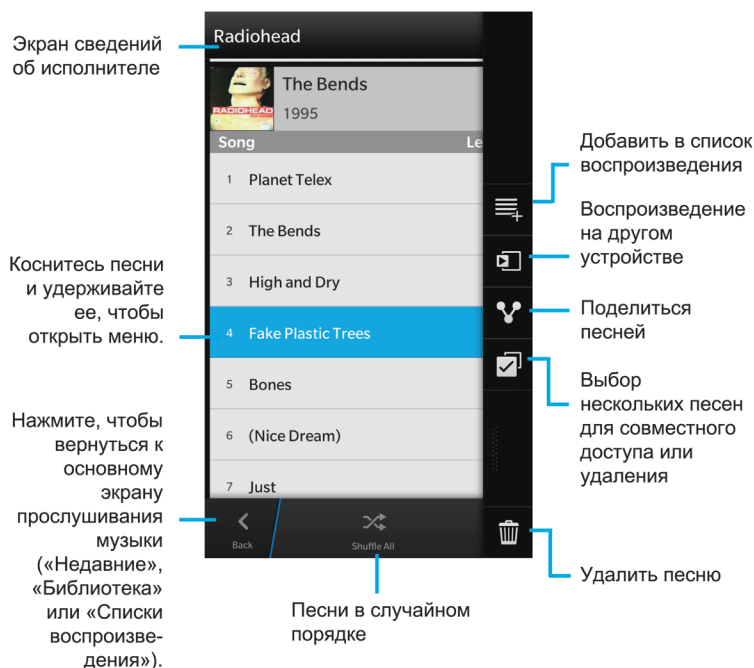 Экран сведений
об исполнителе
Radiohead
RADIOHEAD
The Bends
1995
Song
Le
1 Planet Telex
2 The Bends
3 High and Dry
4 Fake Plastic Trees
5 Bones
6 (Nice Dream)
7 Just
Back
Shuffle All
Коснитесь песни
и удерживайте
ее, чтобы
открыть меню.
Нажмите, чтобы
вернуться к
основному
экрану
прослушивания
музыки
(«Недавние»,
«Библиотека»
или «Списки
воспроизве-
дения»).
Песни в случайном
порядке
Добавить в список
воспроизведения
Воспроизведение
на другом
устройстве
Поделиться
песней
Выбор
нескольких песен
для совместного
доступа или
удаления
Удалить песню